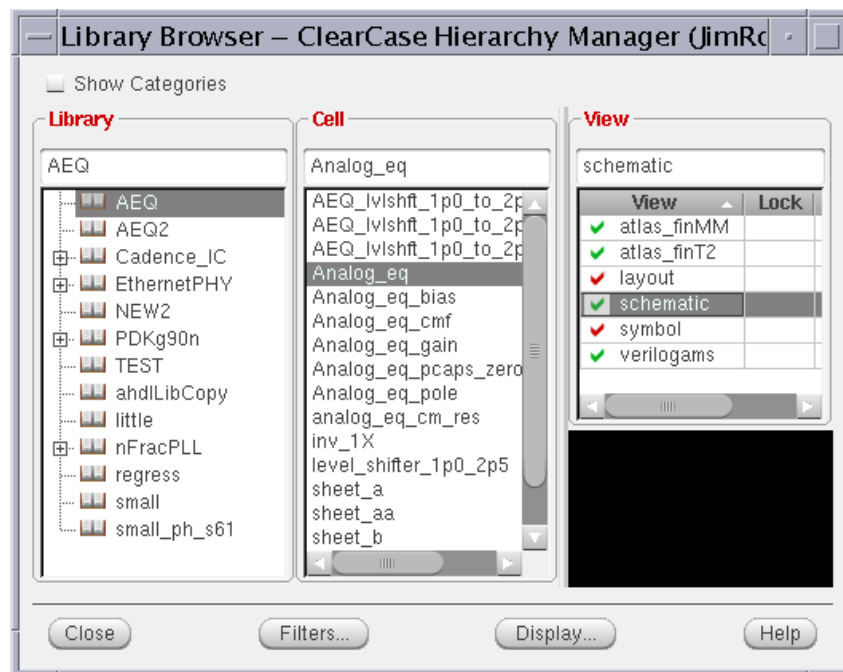 Library Browser – ClearCase Hierarchy Manager (JimRo
Show Categories
Library
AEQ
AEQ
AEQ2
Cadence_IC
EthernetPHY
NEW2
PDKg90n
TEST
ahdlLibCopy
little
nFracPLL
regress
small
small_ph_s61
Cell
Analog_eq
AEQ_lvlshft_1p0_to_2p
AEQ_lvlshft_1p0_to_2p
AEQ_lvlshft_1p0_to_2p
Analog_eq
Analog_eq_bias
Analog_eq_cmf
Analog_eq_gain
Analog_eq_pcaps_zero
Analog_eq_pole
analog_eq_cm_res
inv_1X
level_shifter_1p0_2p5
sheet_a
sheet_aa
sheet_b
View
schematic
View Lock
atlas_finMM
atlas_finT2
layout
schematic
symbol
verilogams
Close Filters... Display... Help